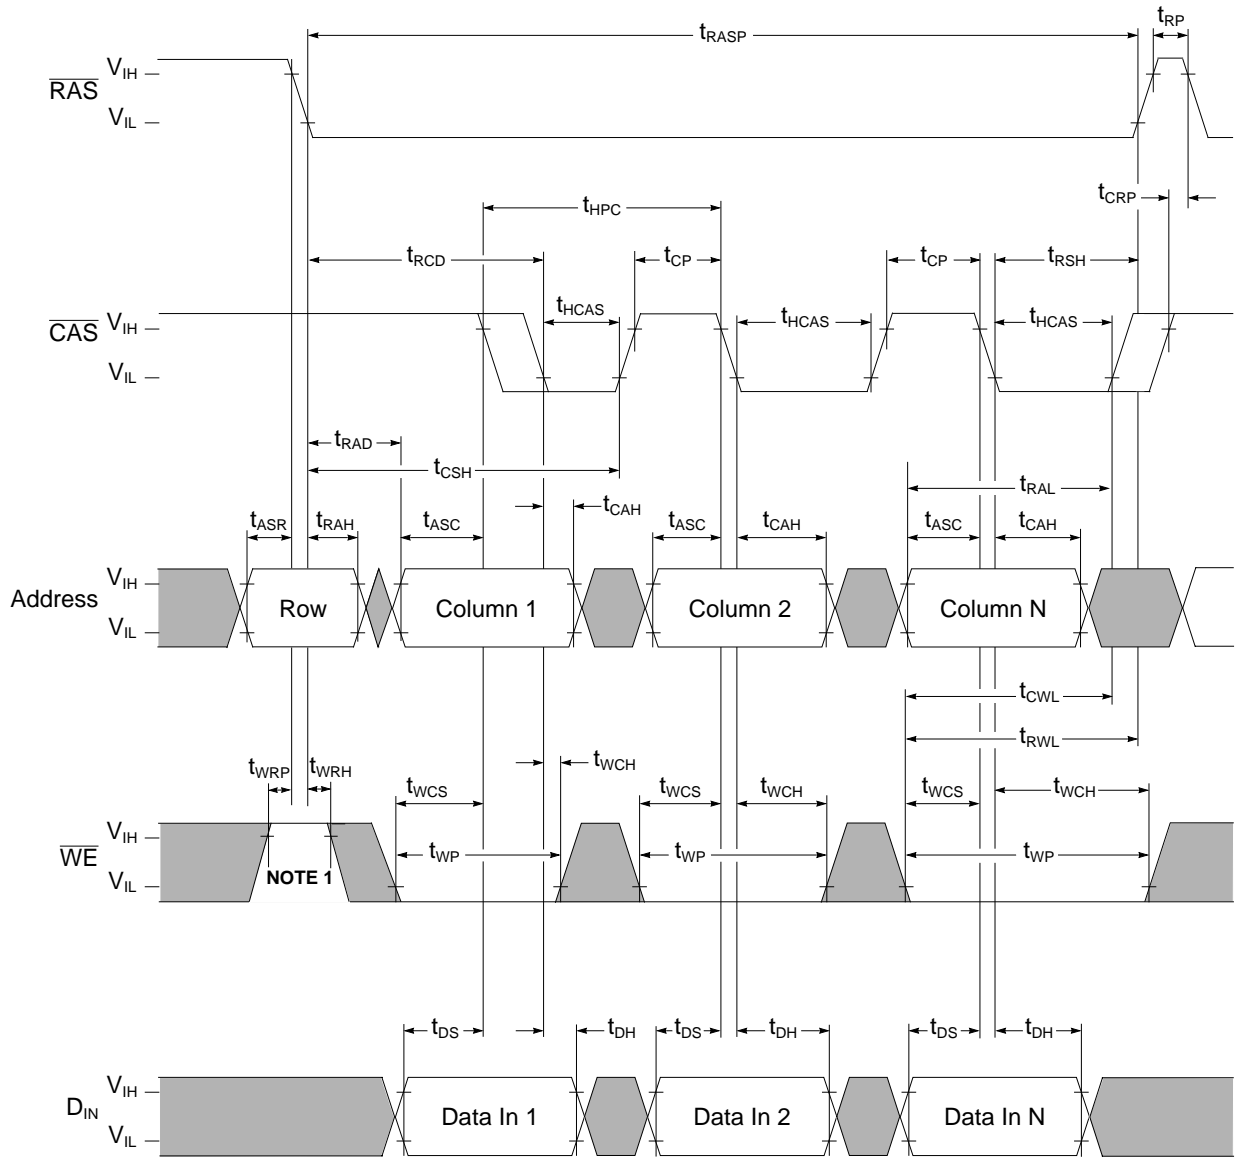 tRP
tRASP
VIH
RAS
VIL
tCRP
tHPC
tRCD
tCP
tCP
tRSH
tHCAS
tHCAS
tHCAS
VIH
CAS
VIL
tRAD
tCSH
tRAL
tCAH
tASR
tRAH
tASC
tASC
tCAH
tASC
tCAH
VIH
Address
Row
Column 1
Column 2
Column N
VIL
tCWL
tRWL
tWRP
tWRH
tWCH
tWCS
tWCS
tWCH
tWCS
tWCH
VIH
WE
tWP
tWP
tWP
NOTE 1
VIL
tDS
tDH
tDS
tDH
tDS
tDH
VIH
DIN
Data In 1
Data In 2
Data In N
VIL